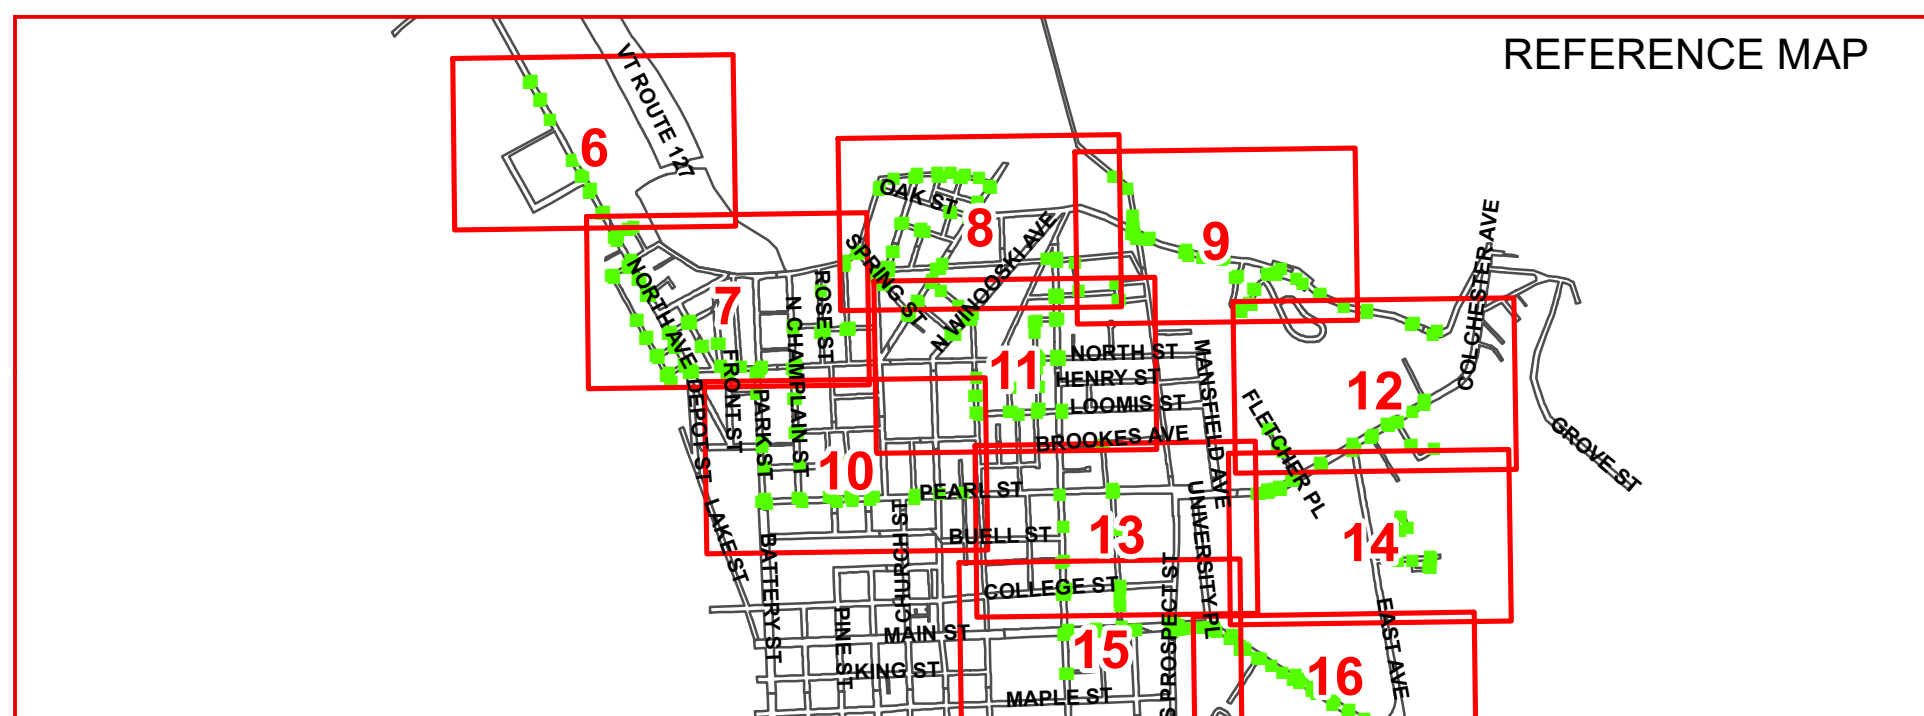 REFERENCE MAP
VT ROUTE 127
6
OAK ST
8
SPRING ST
N WINOOSKI AVE
9
COLCHESTER AVE
NORTH AVE
7
ROSE ST
N CHAMPLAIN ST
FRONT ST
DEPOT ST
PARK ST
11
NORTH ST
HENRY ST
LOOMIS ST
BROOKES AVE
MANSFIELD AVE
12
FLETCHER PL
GROVE ST
10
PEARL ST
LAKE ST
CHURCH ST
BUELL ST
13
UNIVERSITY PL
14
BATTERY ST
COLLEGE ST
PINE ST
MAIN ST
KING ST
15
MAPLE ST
S PROSPECT ST
16
EAST AVE